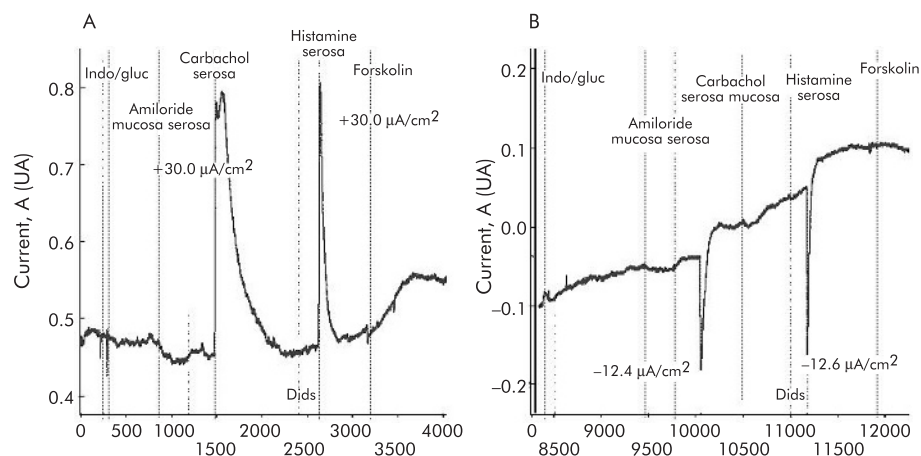 A
Histamine
serosa
Carbachol
serosa
Indo/gluc
Forskolin
Amiloride
mucosa serosa
+30.0 µA/cm2
+30.0 µA/cm2
Dids
Current, A (UA)
0.8
0.7
0.6
0.5
0.4
0 500 1500 2500 3000 4000
1000 2000 3500
B
Forskolin
Indo/gluc
Carbachol
serosa mucosa
Histamine
serosa
Amiloride
mucosa serosa
−12.4 µA/cm2
−12.6 µA/cm2
Dids
Current, A (UA)
0.2
0.1
0.0
−0.1
−0.2
9000 10000 11000 12000
8500 9500 10500 11500